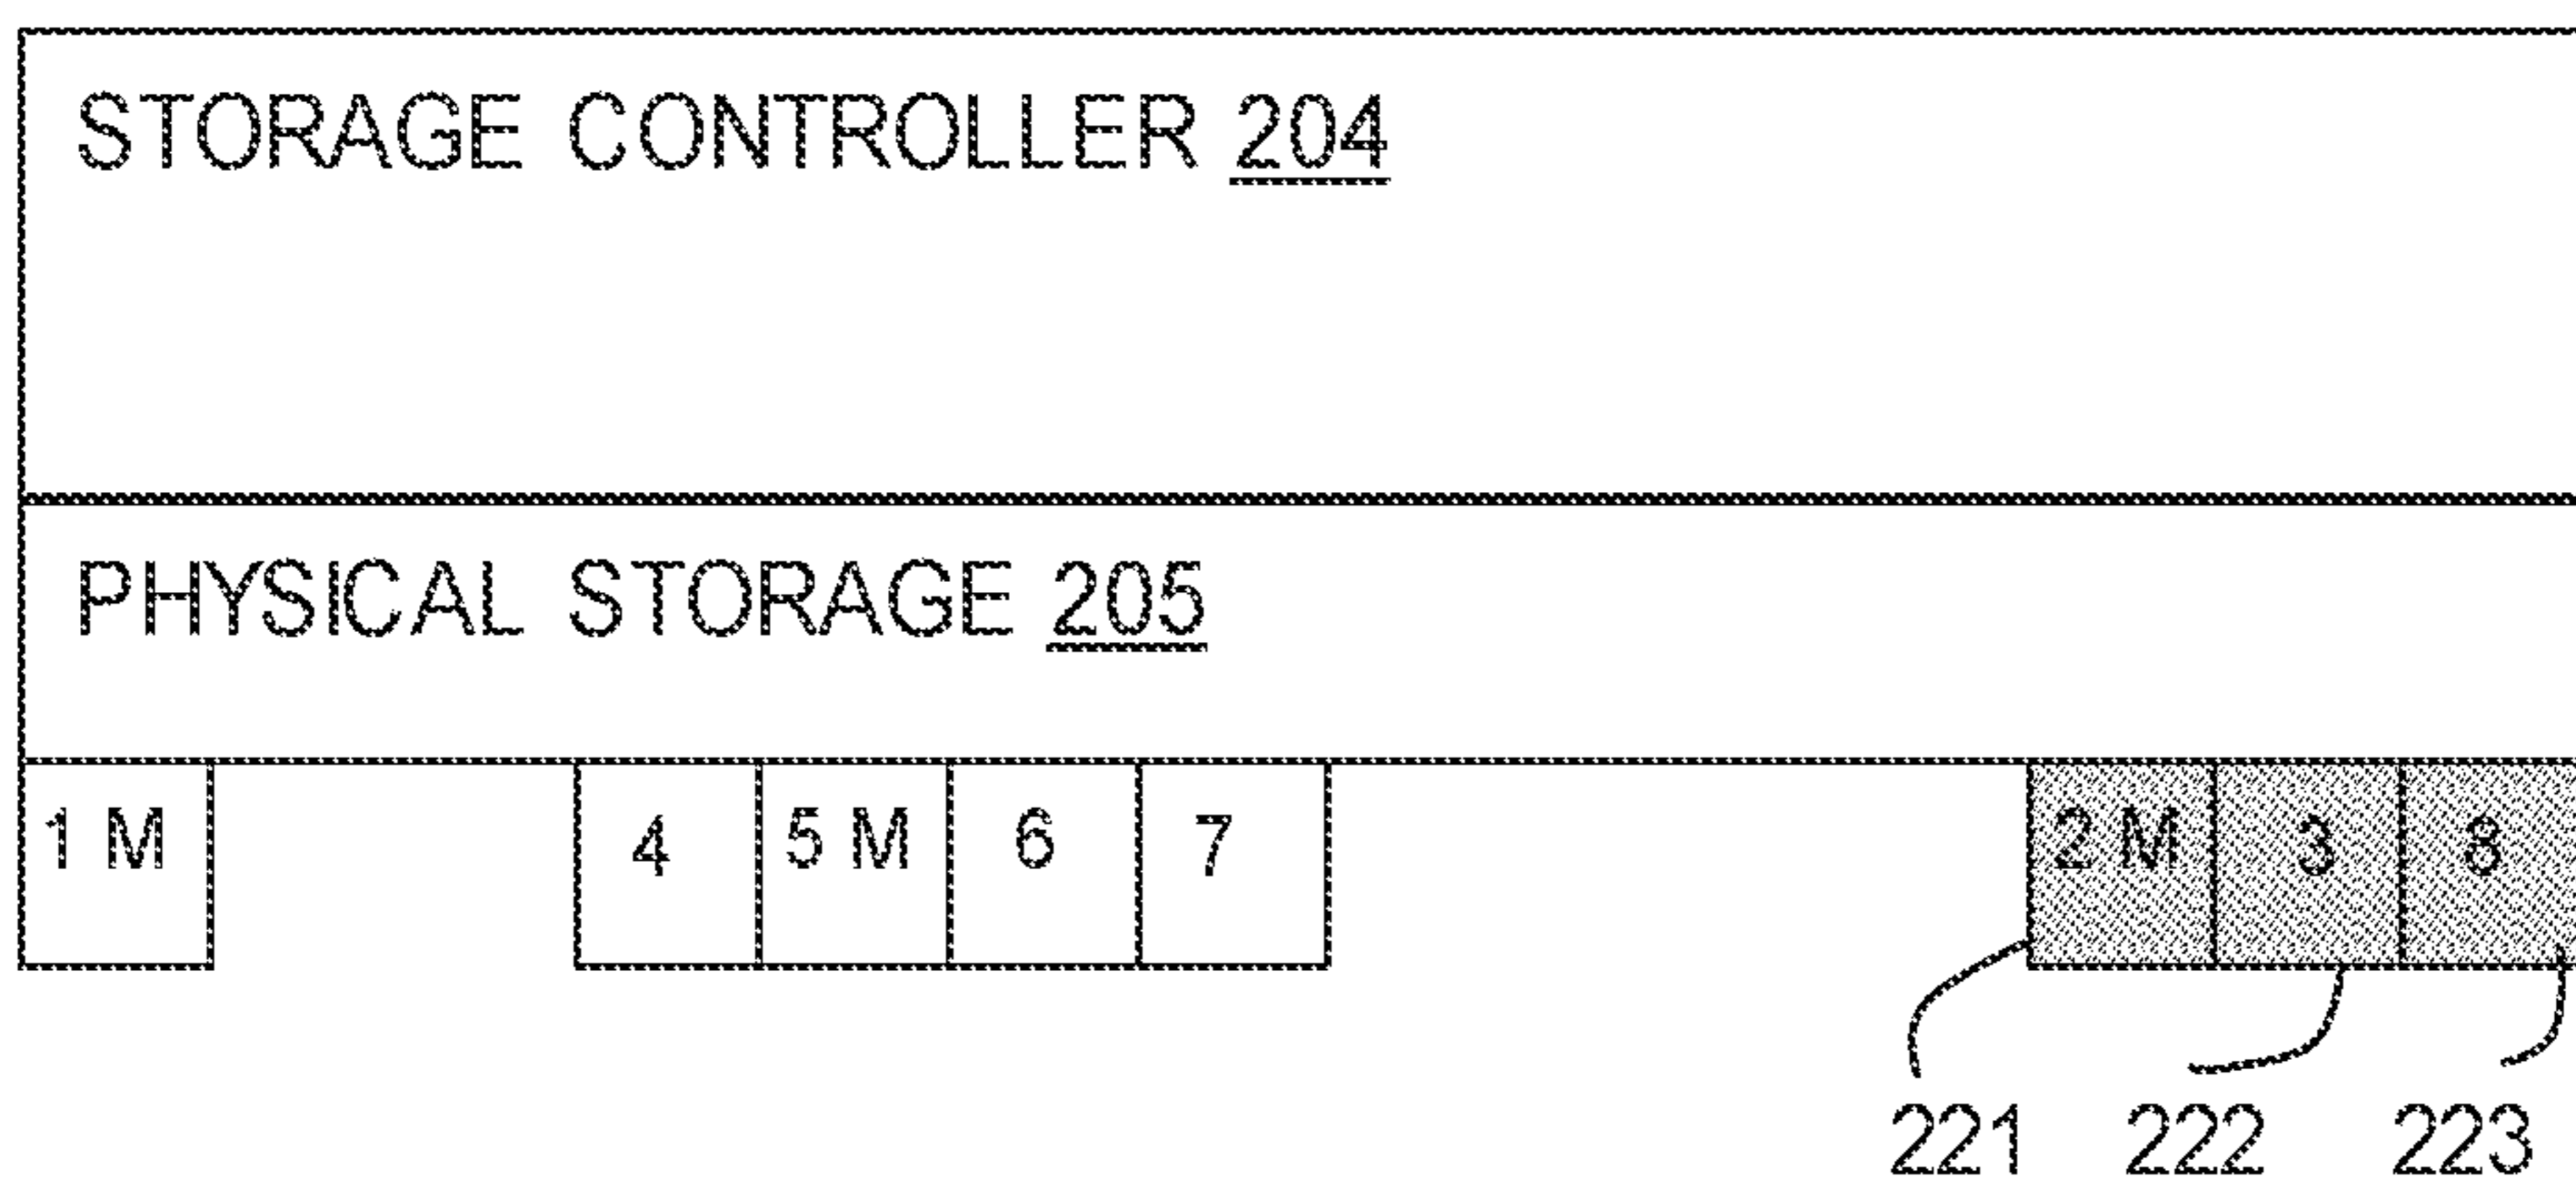 STORAGE CONTROLLER 204
PHYSICAL STORAGE 205
1 M 4 5 M 6 7 2 M 3 8
221 222 223